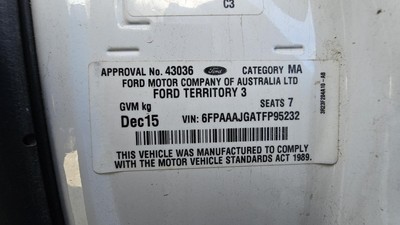 C3
APPROVAL No. 43036 Ford CATEGORY MA
FORD MOTOR COMPANY OF AUSTRALIA LTD
FORD TERRITORY 3
GVM kg SEATS 7
Dec15 VIN: 6FPAAAJGATFP95232
THIS VEHICLE WAS MANUFACTURED TO COMPLY
WITH THE MOTOR VEHICLE STANDARDS ACT 1989.